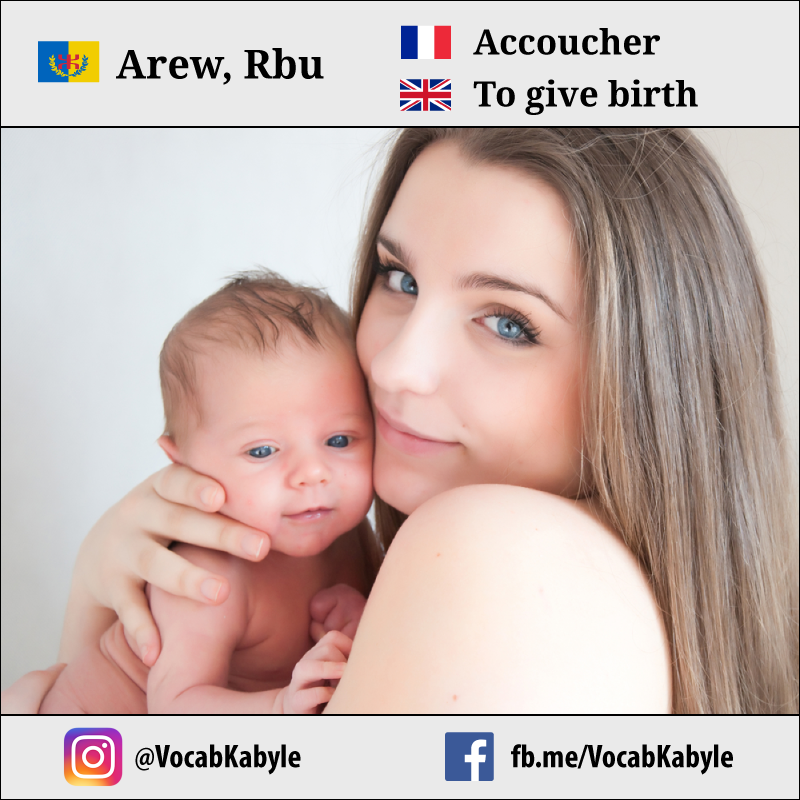 Arew, Rbu
Accoucher
To give birth
@VocabKabyle
fb.me/VocabKabyle